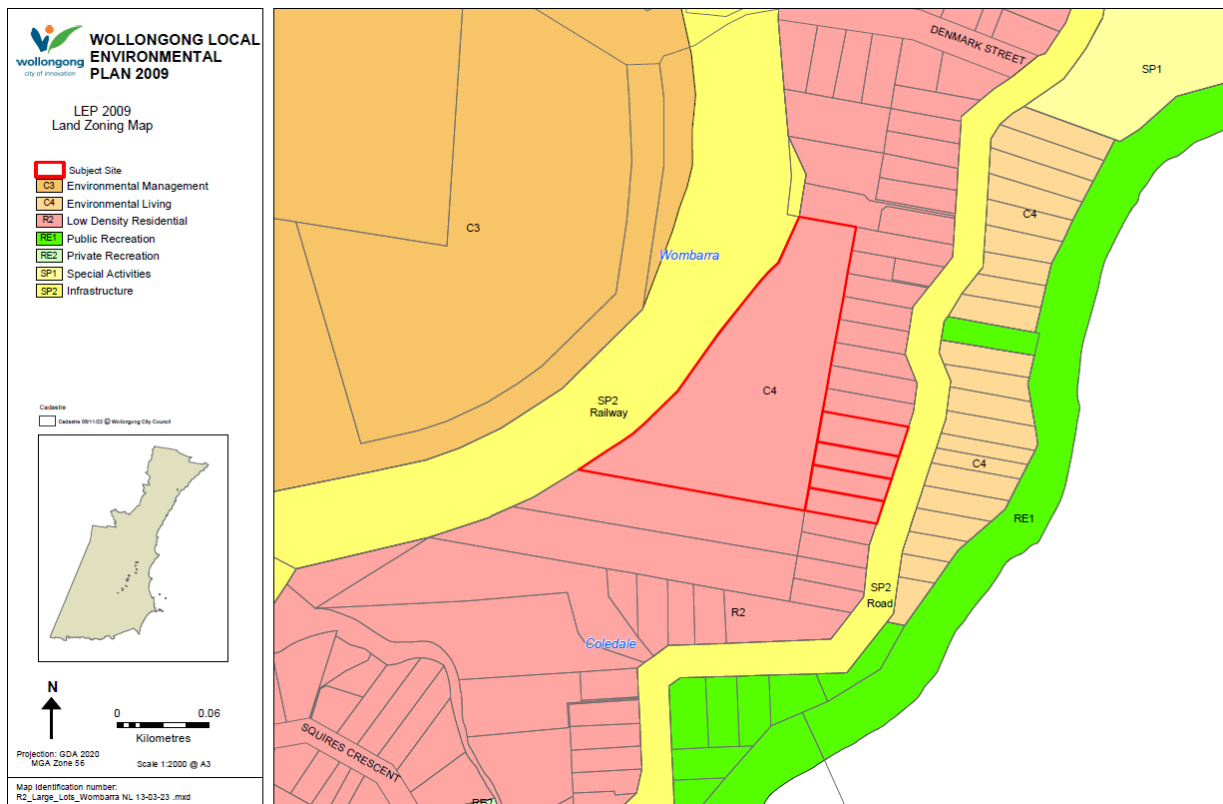 wollongong
city of innovation
WOLLONGONG LOCAL
ENVIRONMENTAL
PLAN 2009
LEP 2009
Land Zoning Map
Subject Site
C3 Environmental Management
C4 Environmental Living
R2 Low Density Residential
RE1 Public Recreation
RE2 Private Recreation
SP1 Special Activities
SP2 Infrastructure
Cadastre
Cadastre 08/11/22 © Wollongong City Council
N
0 0.06
Kilometres
Projection: GDA 2020
MGA Zone 56
Scale 1:2000 @ A3
Map Identification number:
R2_Large_Lots_Wombarra NL 13-03-23 .mxd
DENMARK STREET
SP1
C3
C4
Wombarra
C4
SP2
Railway
C4
RE1
SP2
Road
R2
Coledale
SQUIRES CRESCENT
RE2